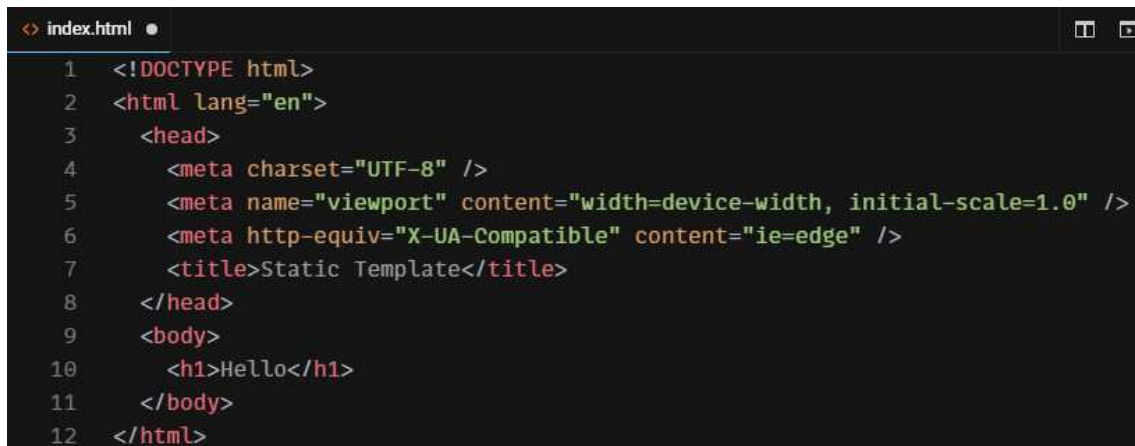 <> index.html ●
1 <!DOCTYPE html>
2 <html lang="en">
3   <head>
4     <meta charset="UTF-8" />
5     <meta name="viewport" content="width=device-width, initial-scale=1.0" />
6     <meta http-equiv="X-UA-Compatible" content="ie=edge" />
7     <title>Static Template</title>
8   </head>
9   <body>
10     <h1>Hello</h1>
11   </body>
12 </html>